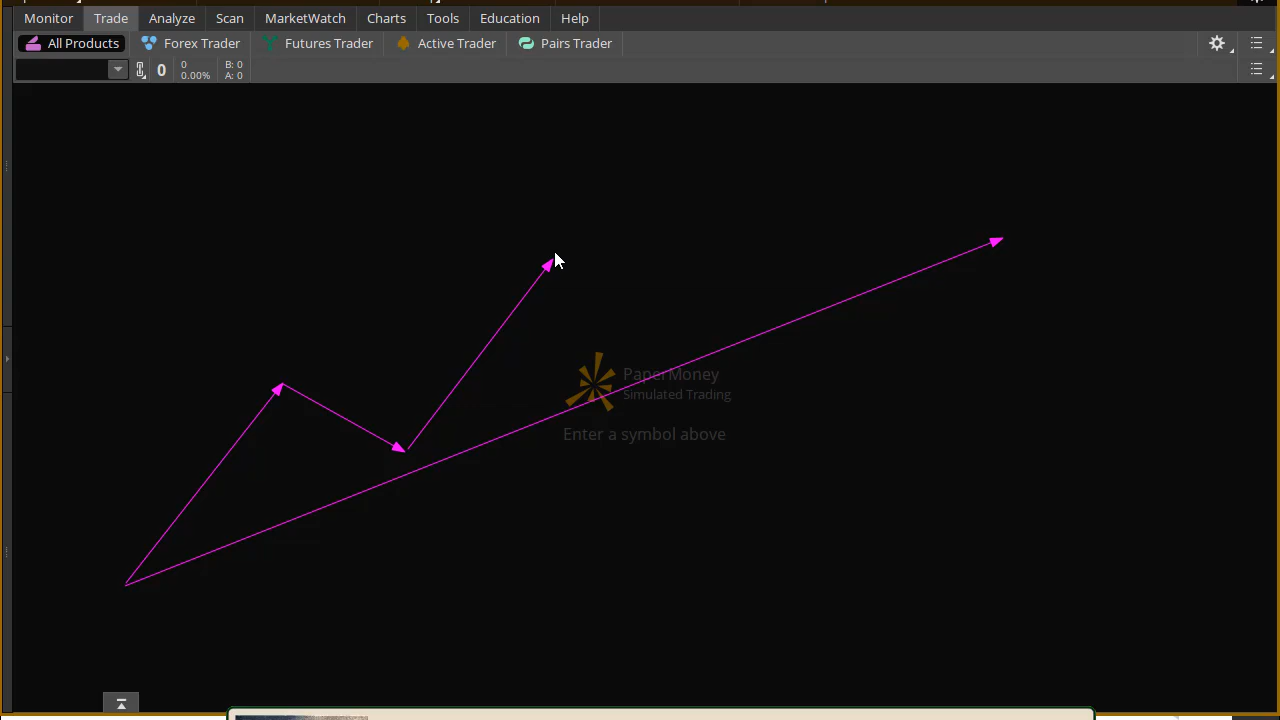 Monitor Trade Analyze Scan MarketWatch Charts Tools Education Help
All Products Forex Trader Futures Trader Active Trader Pairs Trader
0 0 B: 0
0.00% A: 0
PaperMoney
Simulated Trading
Enter a symbol above